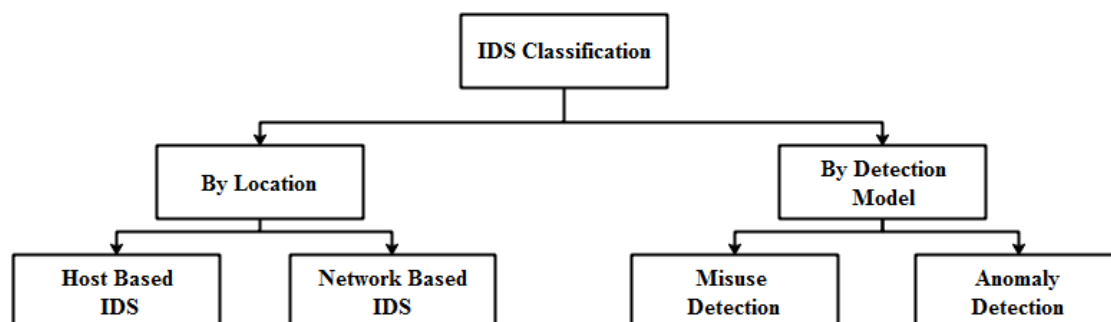 IDS Classification
By Location
By Detection
Model
Host Based
IDS
Network Based
IDS
Misuse
Detection
Anomaly
Detection